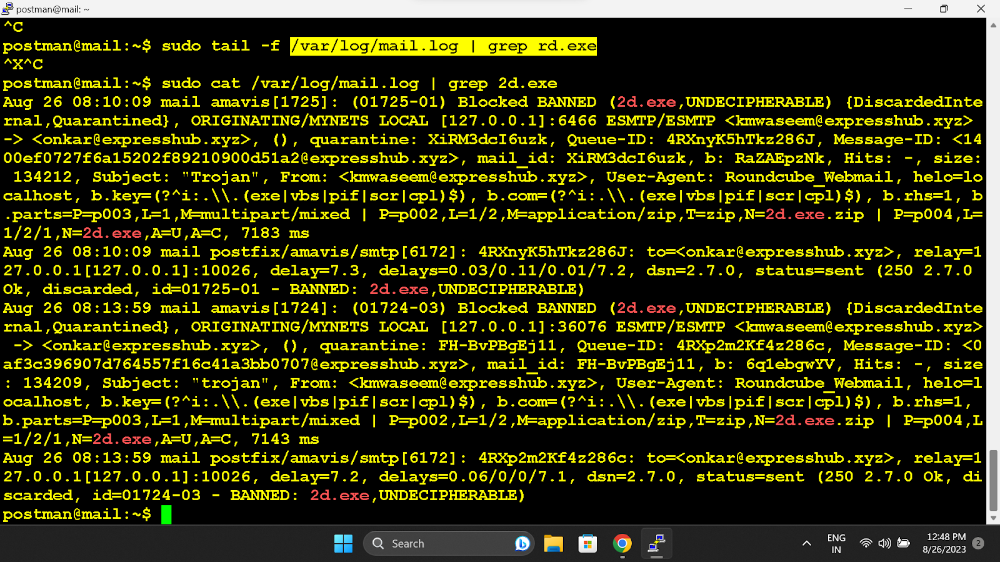 postman@mail: ~
^C
postman@mail:~$ sudo tail -f /var/log/mail.log | grep rd.exe
^X^C
postman@mail:~$ sudo cat /var/log/mail.log | grep 2d.exe
Aug 26 08:10:09 mail amavis[1725]: (01725-01) Blocked BANNED (2d.exe,UNDECIPHERABLE) {DiscardedInte
rnal,Quarantined}, ORIGINATING/MYNETS LOCAL [127.0.0.1]:6466 ESMTP/ESMTP <kmwaseem@expresshub.xyz>
-> <onkar@expresshub.xyz>, (), quarantine: XiRM3dcI6uzk, Queue-ID: 4RXnyK5hTkz286J, Message-ID: <14
00ef0727f6a15202f89210900d51a2@expresshub.xyz>, mail_id: XiRM3dcI6uzk, b: RaZAEpzNk, Hits: -, size:
 134212, Subject: "Trojan", From: <kmwaseem@expresshub.xyz>, User-Agent: Roundcube_Webmail, helo=lo
calhost, b.key=(?^i:.\\.(exe|vbs|pif|scr|cpl)$), b.com=(?^i:.\\.(exe|vbs|pif|scr|cpl)$), b.rhs=1, b
.parts=P=p003,L=1,M=multipart/mixed | P=p002,L=1/2,M=application/zip,T=zip,N=2d.exe.zip | P=p004,L=
1/2/1,N=2d.exe,A=U,A=C, 7183 ms
Aug 26 08:10:09 mail postfix/amavis/smtp[6172]: 4RXnyK5hTkz286J: to=<onkar@expresshub.xyz>, relay=1
27.0.0.1[127.0.0.1]:10026, delay=7.3, delays=0.03/0.11/0.01/7.2, dsn=2.7.0, status=sent (250 2.7.0
Ok, discarded, id=01725-01 - BANNED: 2d.exe,UNDECIPHERABLE)
Aug 26 08:13:59 mail amavis[1724]: (01724-03) Blocked BANNED (2d.exe,UNDECIPHERABLE) {DiscardedInte
rnal,Quarantined}, ORIGINATING/MYNETS LOCAL [127.0.0.1]:36076 ESMTP/ESMTP <kmwaseem@expresshub.xyz>
 -> <onkar@expresshub.xyz>, (), quarantine: FH-BvPBgEj11, Queue-ID: 4RXp2m2Kf4z286c, Message-ID: <0
af3c396907d764557f16c41a3bb0707@expresshub.xyz>, mail_id: FH-BvPBgEj11, b: 6q1ebgwYV, Hits: -, size
: 134209, Subject: "trojan", From: <kmwaseem@expresshub.xyz>, User-Agent: Roundcube_Webmail, helo=l
ocalhost, b.key=(?^i:.\\.(exe|vbs|pif|scr|cpl)$), b.com=(?^i:.\\.(exe|vbs|pif|scr|cpl)$), b.rhs=1,
b.parts=P=p003,L=1,M=multipart/mixed | P=p002,L=1/2,M=application/zip,T=zip,N=2d.exe.zip | P=p004,L
=1/2/1,N=2d.exe,A=U,A=C, 7143 ms
Aug 26 08:13:59 mail postfix/amavis/smtp[6172]: 4RXp2m2Kf4z286c: to=<onkar@expresshub.xyz>, relay=1
27.0.0.1[127.0.0.1]:10026, delay=7.2, delays=0.06/0/0/7.1, dsn=2.7.0, status=sent (250 2.7.0 Ok, di
scarded, id=01724-03 - BANNED: 2d.exe,UNDECIPHERABLE)
postman@mail:~$
Search
ENG
IN
12:48 PM
8/26/2023
2